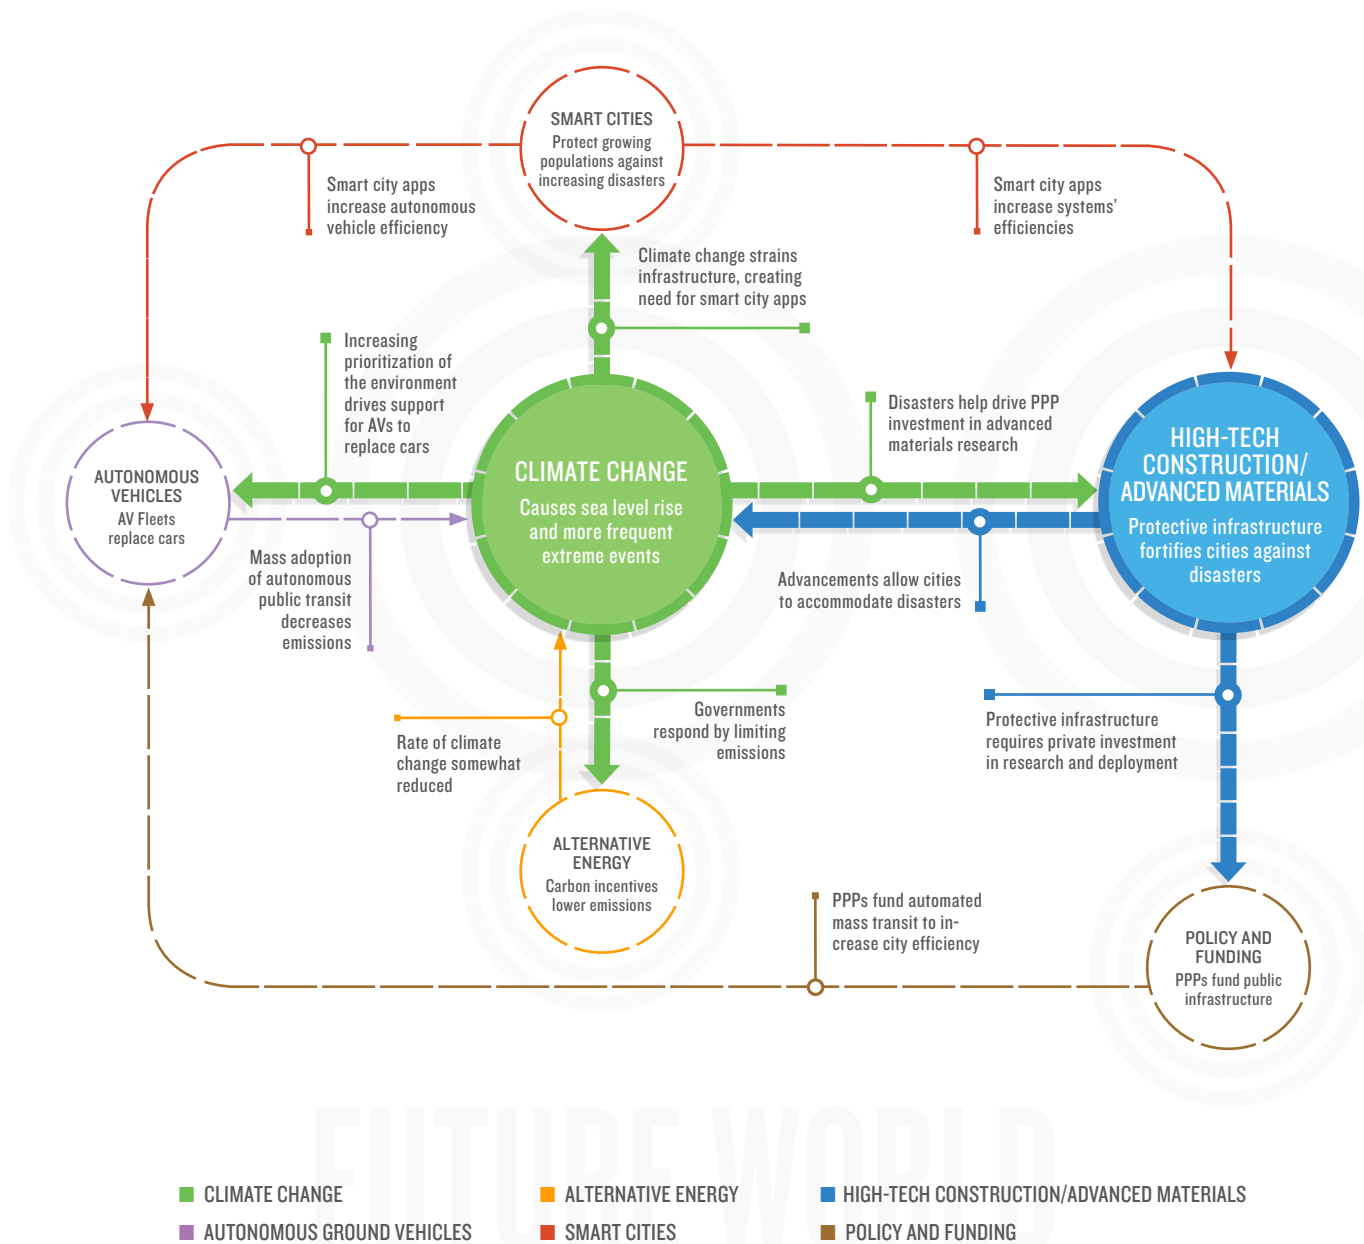 SMART CITIES
Protect growing
populations against
increasing disasters
Smart city apps
increase autonomous
vehicle efficiency
Smart city apps
increase systems'
efficiencies
Climate change strains
infrastructure, creating
need for smart city apps
Increasing
prioritization of
the environment
drives support
for AVs to
replace cars
Disasters help drive PPP
investment in advanced
materials research
AUTONOMOUS
VEHICLES
AV Fleets
replace cars
CLIMATE CHANGE
Causes sea level rise
and more frequent
extreme events
HIGH-TECH
CONSTRUCTION/
ADVANCED MATERIALS
Protective infrastructure
fortifies cities against
disasters
Mass adoption
of autonomous
public transit
decreases
emissions
Advancements allow cities
to accommodate disasters
Rate of climate
change somewhat
reduced
Governments
respond by limiting
emissions
Protective infrastructure
requires private investment
in research and deployment
ALTERNATIVE
ENERGY
Carbon incentives
lower emissions
PPPs fund automated
mass transit to in-
crease city efficiency
POLICY AND
FUNDING
PPPs fund public
infrastructure
FUTURE WORLD
CLIMATE CHANGE
ALTERNATIVE ENERGY
HIGH-TECH CONSTRUCTION/ADVANCED MATERIALS
AUTONOMOUS GROUND VEHICLES
SMART CITIES
POLICY AND FUNDING